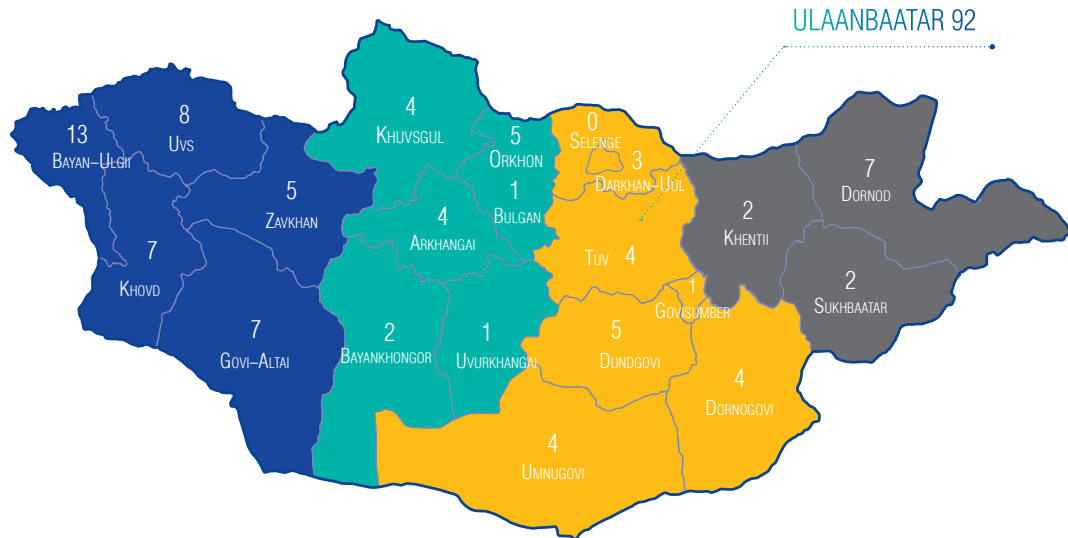 ULAANBAATAR 92
13
BAYAN–ULGII
8
UVS
5
ZAVKHAN
7
KHOVD
7
GOVI–ALTAI
4
KHUVSGUL
5
ORKHON
1
BULGAN
4
ARKHANGAI
2
BAYANKHONGOR
1
UVURKHANGAI
0
SELENGE
3
DARKHAN–UUL
TUV 4
1
GOVISUMBER
5
DUNDGOVI
4
DORNOGOVI
4
UMNUGOVI
2
KHENTII
7
DORNOD
2
SUKHBAATAR